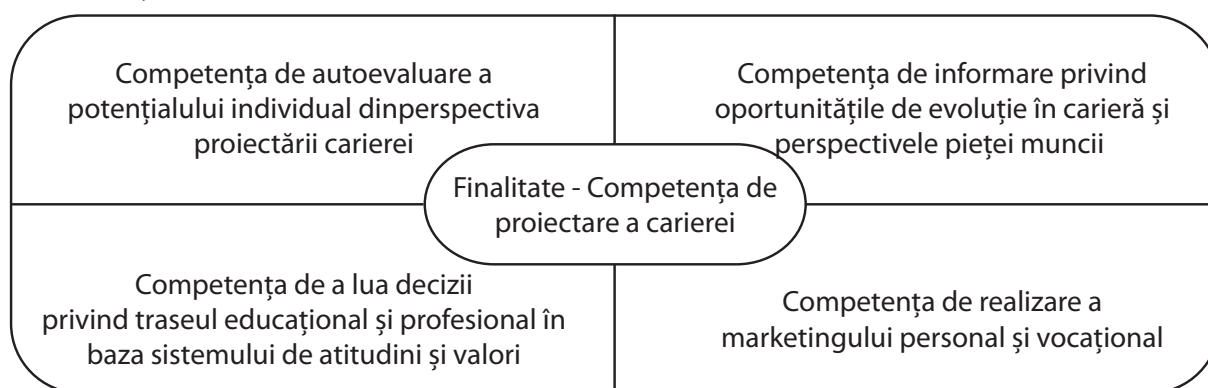 Competența de autoevaluare a
potențialului individual dinperspectiva
proiectării carierei
Competența de informare privind
oportunitățile de evoluție în carieră și
perspectivele pieței muncii
Finalitate - Competența de
proiectare a carierei
Competența de a lua decizii
privind traseul educațional și profesional în
baza sistemului de atitudini și valori
Competența de realizare a
marketingului personal și vocațional